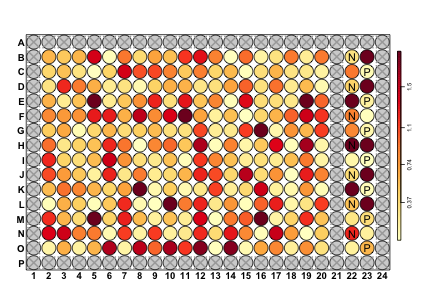 A
B N
C P
D N
E P
F N
G P
H N
I P
J N
K P
L N
M P
N N
O P
P
1 2 3 4 5 6 7 8 9 10 11 12 13 14 15 16 17 18 19 20 21 22 23 24
0.37 0.74 1.1 1.5